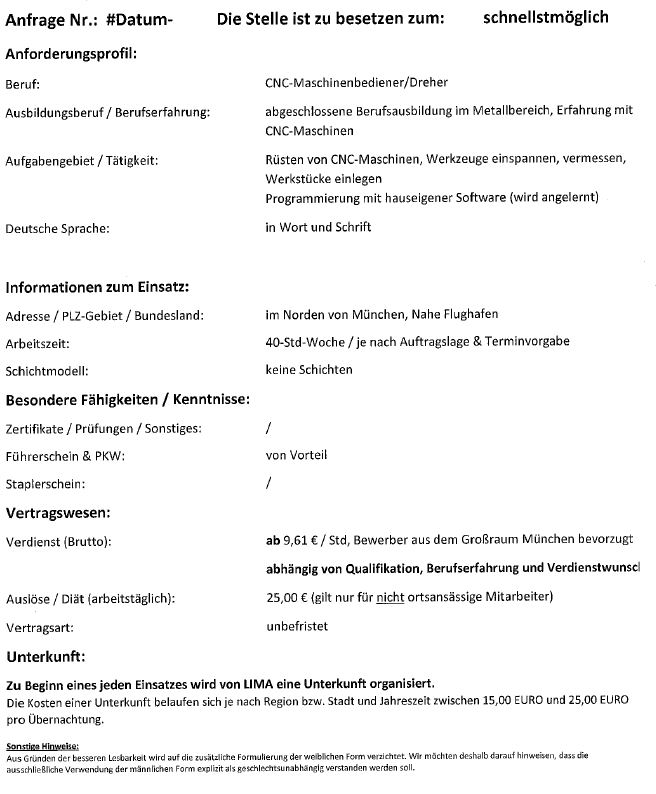 Anfrage Nr.: #Datum- Die Stelle ist zu besetzen zum: schnellstmöglich
Anforderungsprofil:
Beruf: CNC-Maschinenbediener/Dreher
Ausbildungsberuf / Berufserfahrung: abgeschlossene Berufsausbildung im Metallbereich, Erfahrung mit
CNC-Maschinen
Aufgabengebiet / Tätigkeit: Rüsten von CNC-Maschinen, Werkzeuge einspannen, vermessen,
Werkstücke einlegen
Programmierung mit hauseigener Software (wird angelernt)
Deutsche Sprache: in Wort und Schrift
Informationen zum Einsatz:
Adresse / PLZ-Gebiet / Bundesland: im Norden von München, Nahe Flughafen
Arbeitszeit: 40-Std-Woche / je nach Auftragslage & Terminvorgabe
Schichtmodell: keine Schichten
Besondere Fähigkeiten / Kenntnisse:
Zertifikate / Prüfungen / Sonstiges: /
Führerschein & PKW: von Vorteil
Staplerschein: /
Vertragswesen:
Verdienst (Brutto): ab 9,61 € / Std, Bewerber aus dem Großraum München bevorzugt
abhängig von Qualifikation, Berufserfahrung und Verdienstwunscl
Auslöse / Diät (arbeitstäglich): 25,00 € (gilt nur für nicht ortsansässige Mitarbeiter)
Vertragsart: unbefristet
Unterkunft:
Zu Beginn eines jeden Einsatzes wird von LIMA eine Unterkunft organisiert.
Die Kosten einer Unterkunft belaufen sich je nach Region bzw. Stadt und Jahreszeit zwischen 15,00 EURO und 25,00 EURO
pro Übernachtung.
Sonstige Hinweise:
Aus Gründen der besseren Lesbarkeit wird auf die zusätzliche Formulierung der weiblichen Form verzichtet. Wir möchten deshalb darauf hinweisen, dass die
ausschließliche Verwendung der männlichen Form explizit als geschlechtsunabhängig verstanden werden soll.